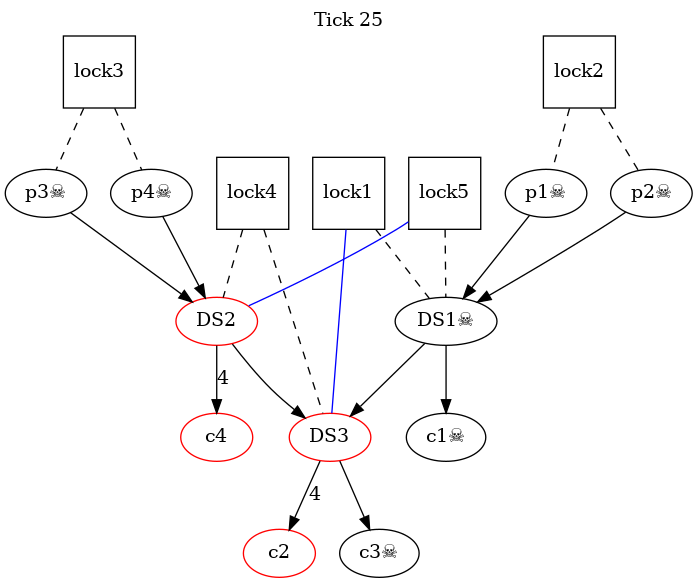 Tick 25
lock3
lock2
p3☠
p4☠
lock4
lock1
lock5
p1☠
p2☠
DS2
DS1☠
4
c4
DS3
c1☠
4
c2
c3☠